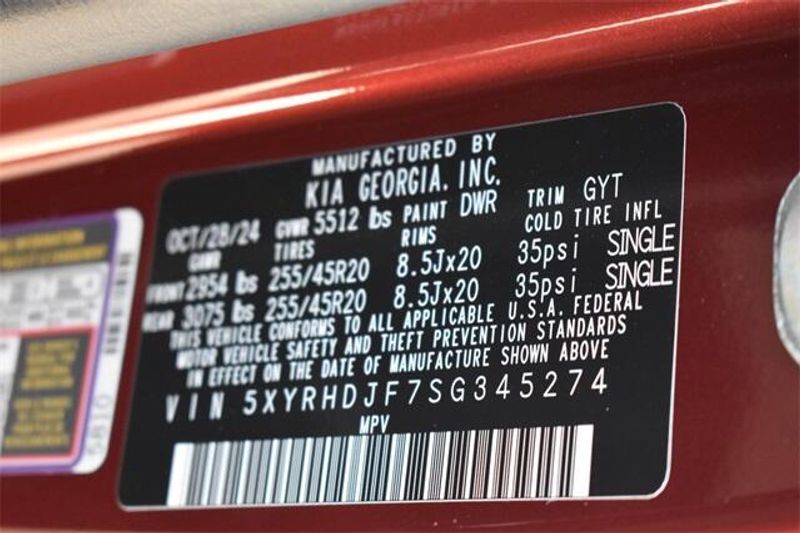 MANUFACTURED BY
KIA GEORGIA, INC.
OCT/28/24 GVWR 5512 lbs PAINT DWR TRIM GYT
GAWR TIRES RIMS COLD TIRE INFL
FRONT 2954 lbs 255/45R20 8.5Jx20 35psi SINGLE
REAR 3075 lbs 255/45R20 8.5Jx20 35psi SINGLE
THIS VEHICLE CONFORMS TO ALL APPLICABLE U.S.A. FEDERAL
MOTOR VEHICLE SAFETY AND THEFT PREVENTION STANDARDS
IN EFFECT ON THE DATE OF MANUFACTURE SHOWN ABOVE
VIN 5XYRHDJF7SG345274
MPV